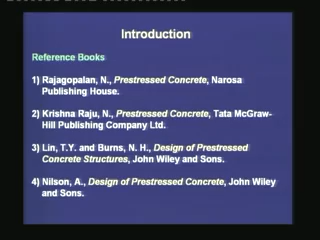 Introduction
Reference Books
1) Rajagopalan, N., Prestressed Concrete, Narosa
Publishing House.
2) Krishna Raju, N., Prestressed Concrete, Tata McGraw-
Hill Publishing Company Ltd.
3) Lin, T.Y. and Burns, N. H., Design of Prestressed
Concrete Structures, John Wiley and Sons.
4) Nilson, A., Design of Prestressed Concrete, John Wiley
and Sons.